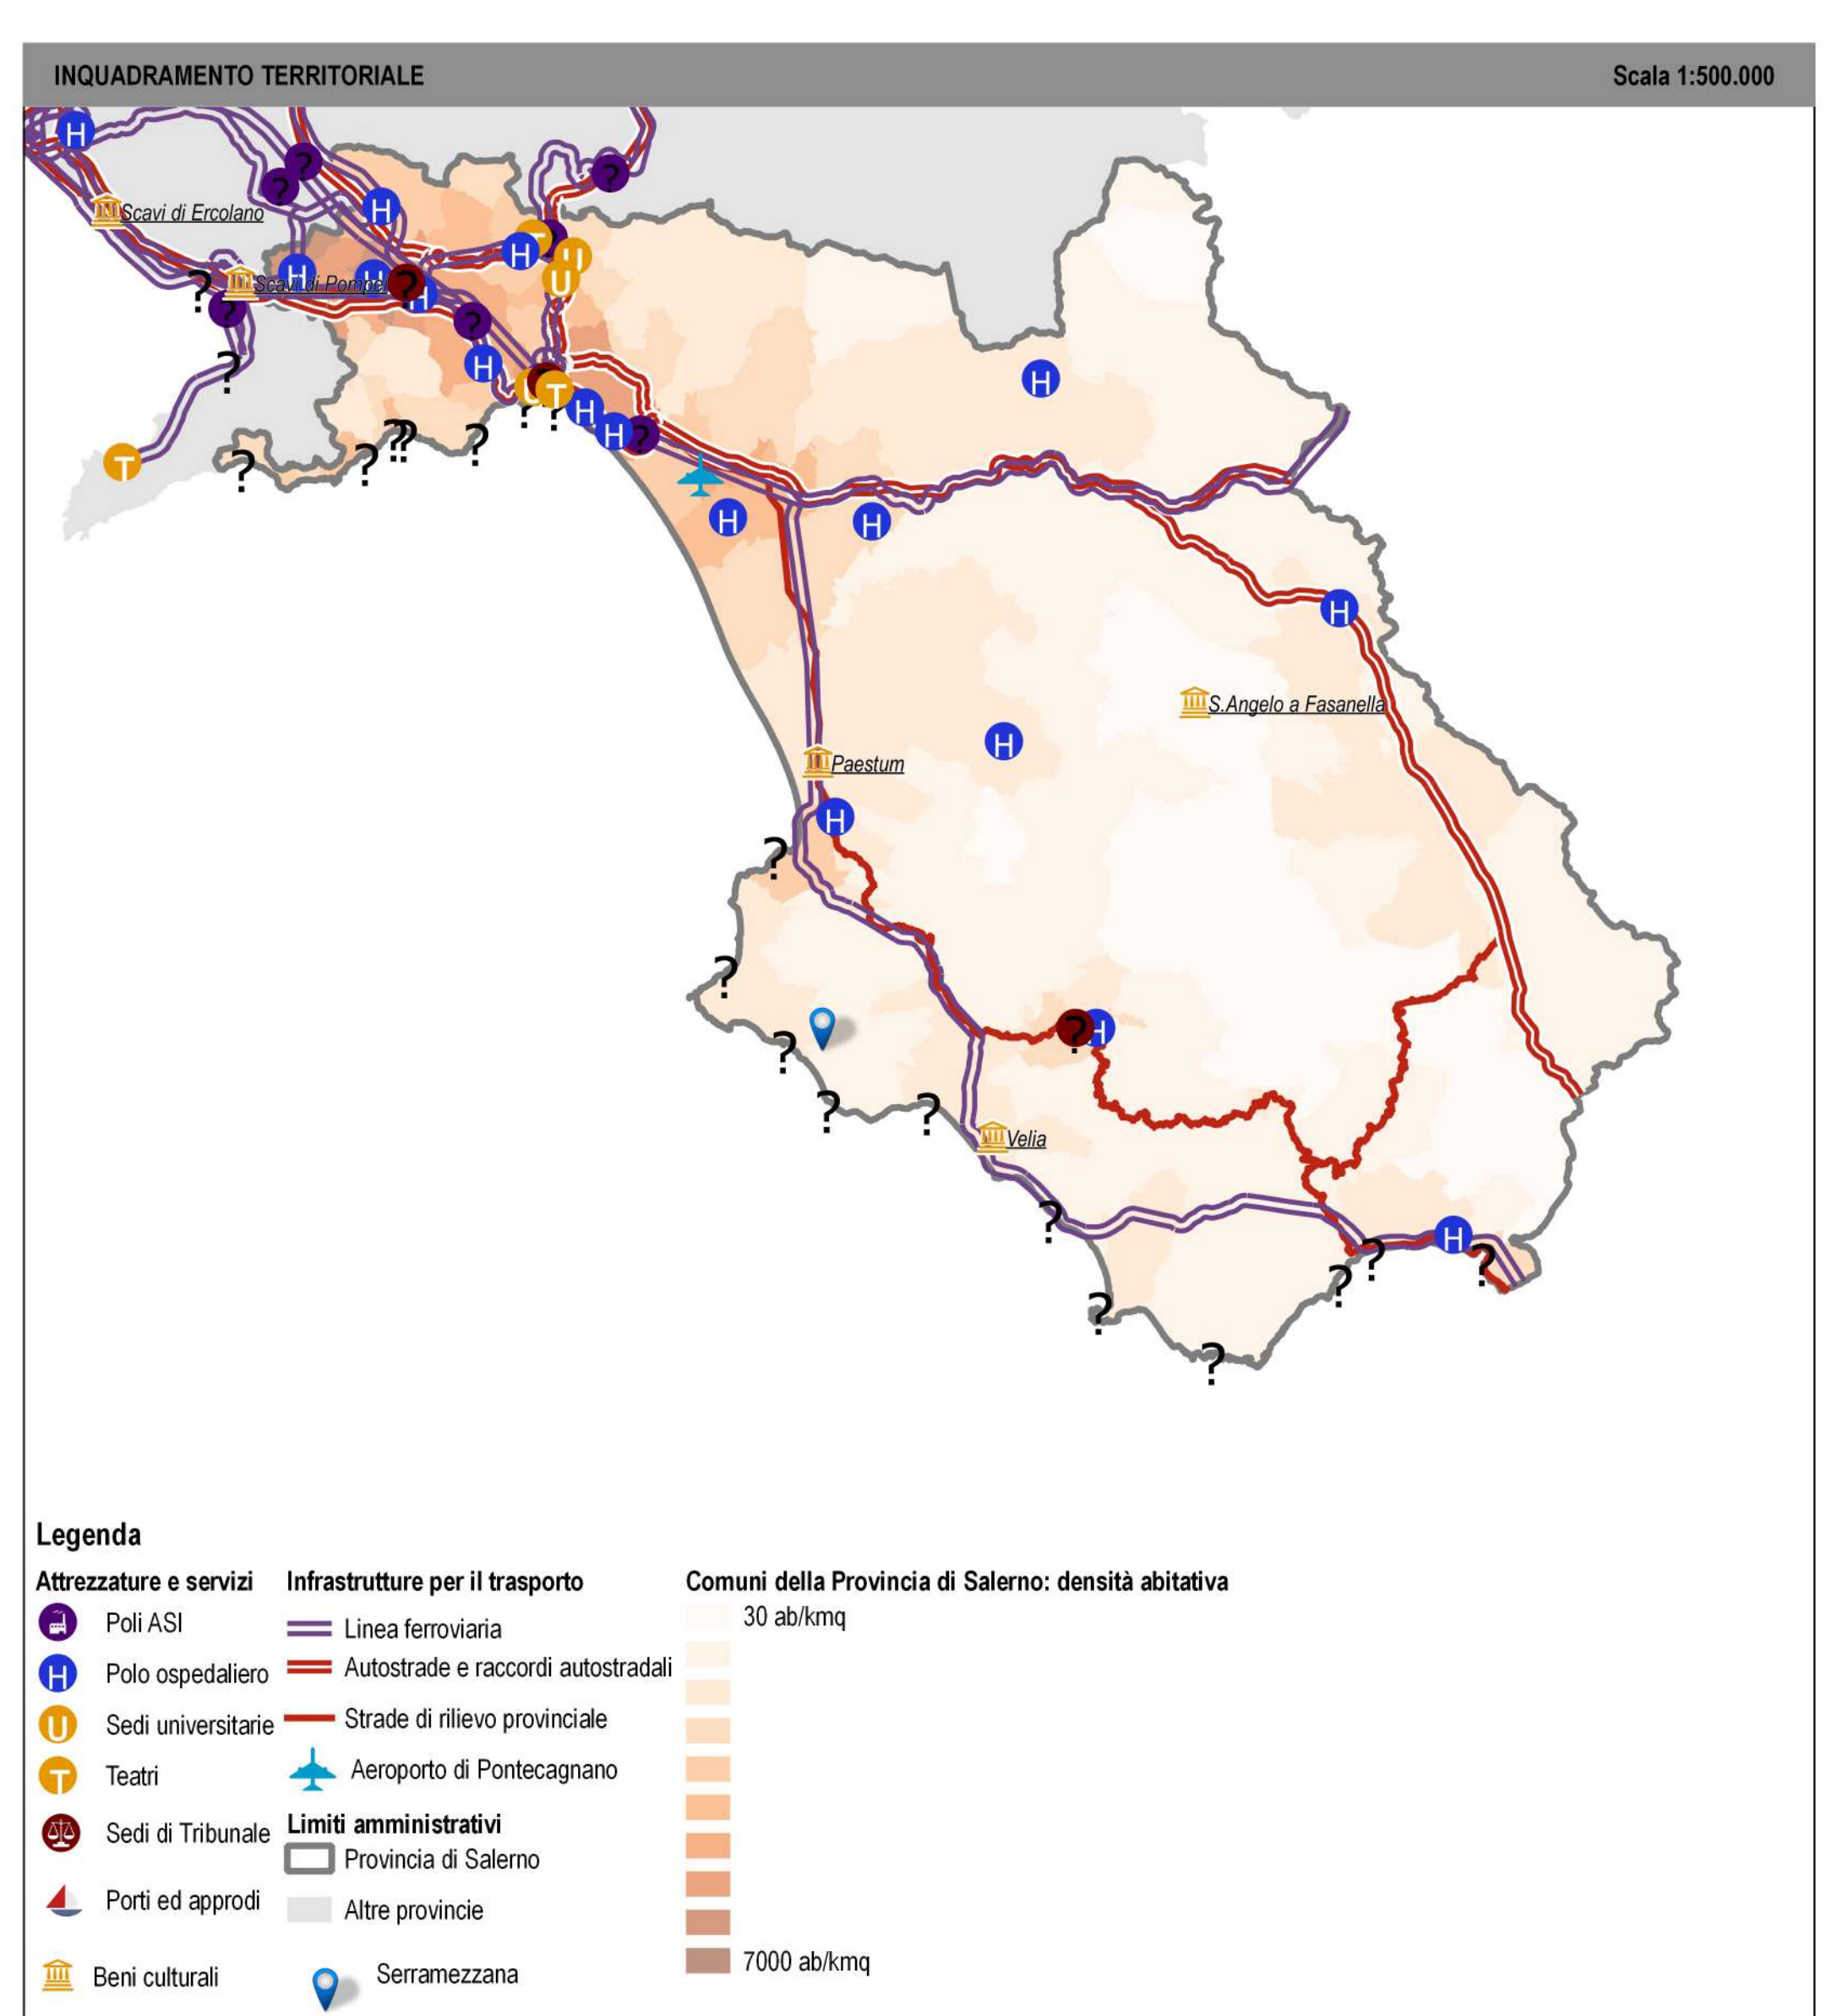 INQUADRAMENTO TERRITORIALE Scala 1:500.000
H
? ?
?
Scavi di Ercolano
H
T
H
U
U
?
Scavi di Pompei
H
H
?
H
?
?
?
H
?
H
U
T
?
?
H
H
?
T
?
?
??
?
H
H
H
H
S.Angelo a Fasanella
H
Paestum
H
?
?
?
H
?
?
?
Velia
?
H
?
?
?
?
?
Legenda
Attrezzature e servizi
Poli ASI
H Polo ospedaliero
U Sedi universitarie
T Teatri
Sedi di Tribunale
Porti ed approdi
Beni culturali
Infrastrutture per il trasporto
Linea ferroviaria
Autostrade e raccordi autostradali
Strade di rilievo provinciale
Aeroporto di Pontecagnano
Limiti amministrativi
Provincia di Salerno
Altre provincie
Serramezzana
Comuni della Provincia di Salerno: densità abitativa
30 ab/kmq
7000 ab/kmq